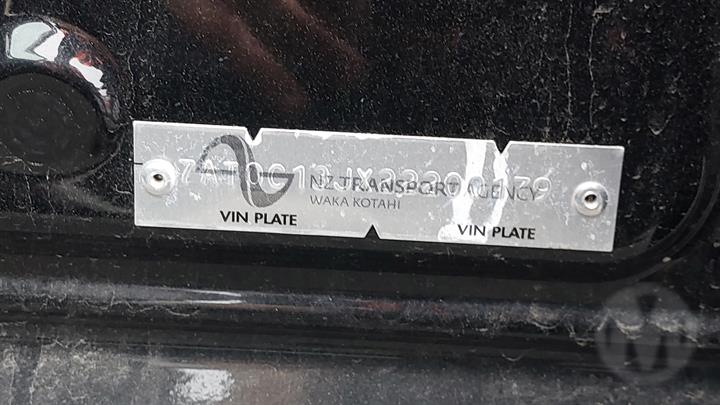 NZ TRANSPORT AGENCY
WAKA KOTAHI
VIN PLATE
VIN PLATE
M